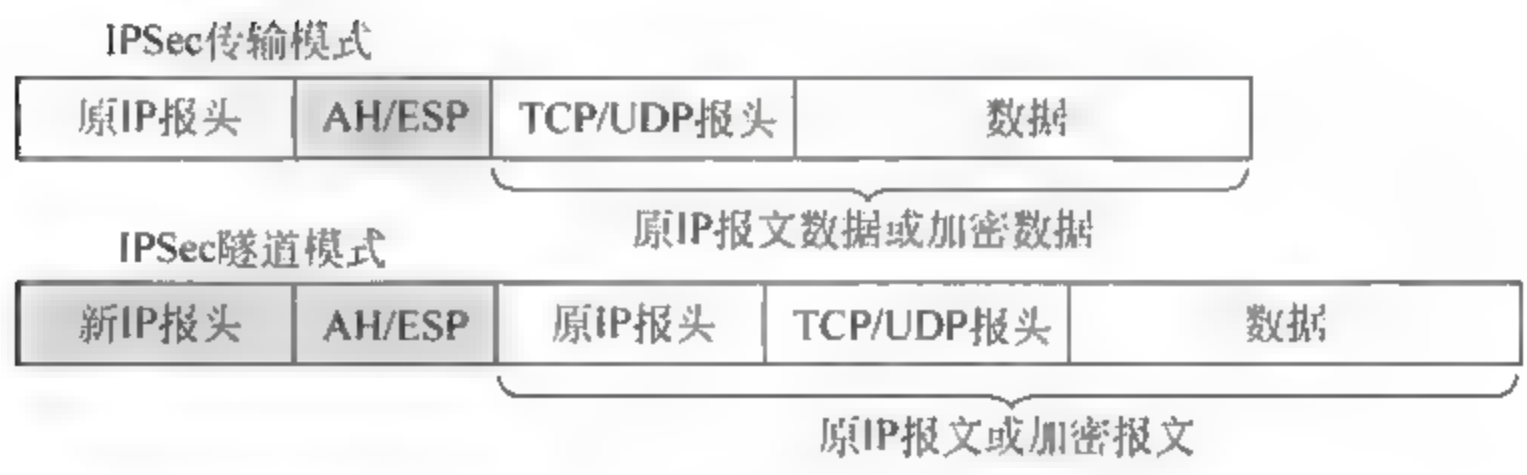 IPSec传输模式
原IP报头 AH/ESP TCP/UDP报头 数据
原IP报文数据或加密数据
IPSec隧道模式
新IP报头 AH/ESP 原IP报头 TCP/UDP报头 数据
原IP报文或加密报文